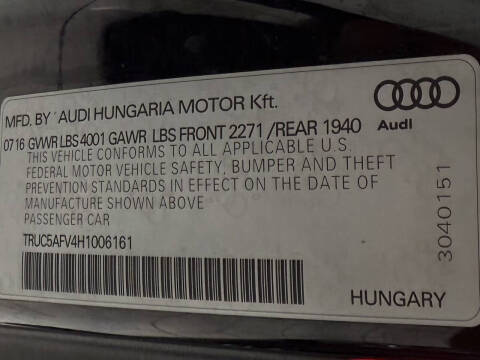 MFD. BY AUDI HUNGARIA MOTOR Kft.
Audi
0716 GVWR LBS 4001 GAWR LBS FRONT 2271 /REAR 1940
THIS VEHICLE CONFORMS TO ALL APPLICABLE U.S.
FEDERAL MOTOR VEHICLE SAFETY, BUMPER AND THEFT
PREVENTION STANDARDS IN EFFECT ON THE DATE OF
MANUFACTURE SHOWN ABOVE
PASSENGER CAR
TRUC5AFV4H1006161
3040151
HUNGARY